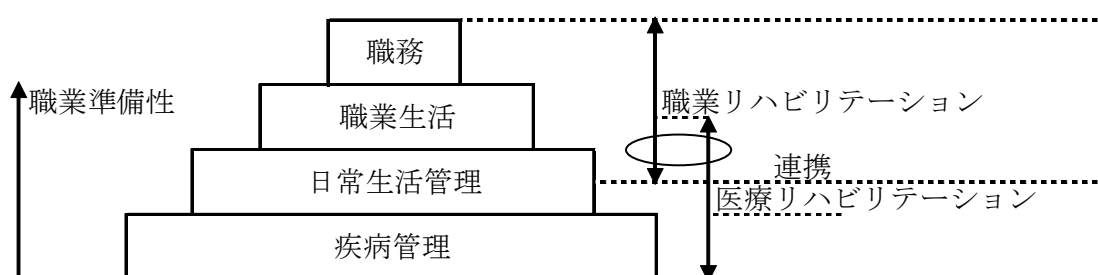 職務
職業準備性
職業リハビリテーション
職業生活
連携
日常生活管理
医療リハビリテーション
疾病管理